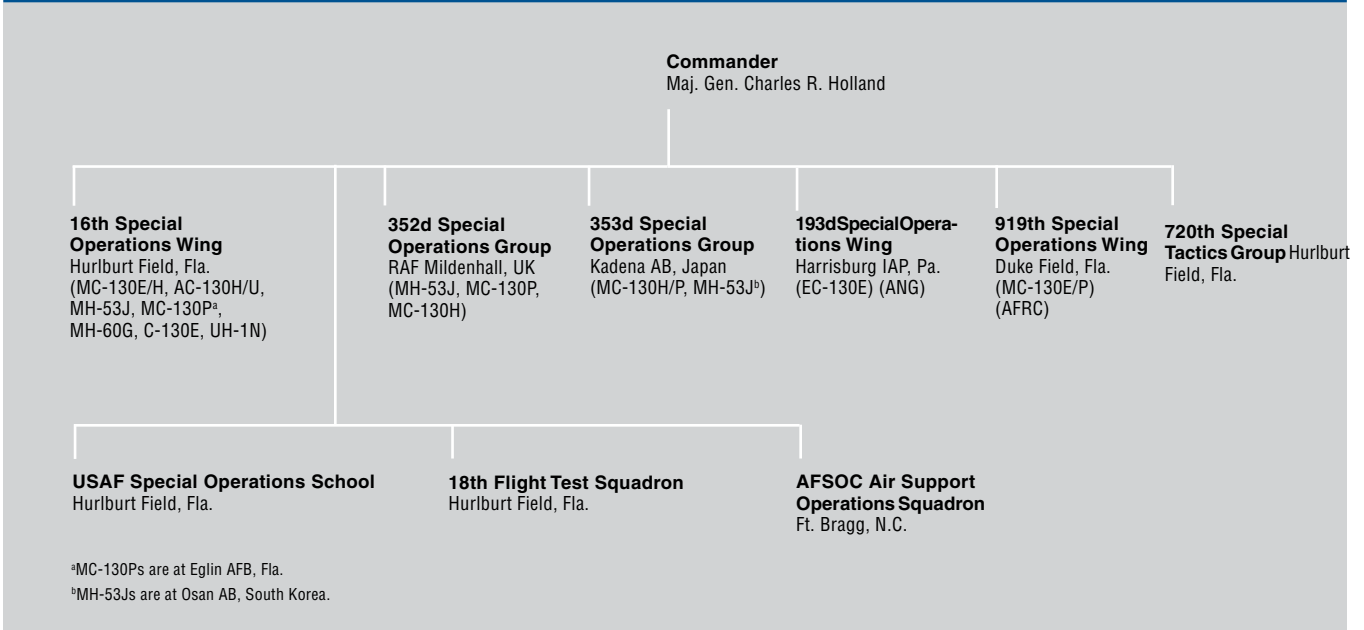 Commander
Maj. Gen. Charles R. Holland
16th Special
Operations Wing
Hurlburt Field, Fla.
(MC-130E/H, AC-130H/U,
MH-53J, MC-130Pᵃ,
MH-60G, C-130E, UH-1N)
352d Special
Operations Group
RAF Mildenhall, UK
(MH-53J, MC-130P,
MC-130H)
353d Special
Operations Group
Kadena AB, Japan
(MC-130H/P, MH-53Jᵇ)
193dSpecialOpera-
tions Wing
Harrisburg IAP, Pa.
(EC-130E) (ANG)
919th Special
Operations Wing
Duke Field, Fla.
(MC-130E/P)
(AFRC)
720th Special
Tactics Group Hurlburt
Field, Fla.
USAF Special Operations School
Hurlburt Field, Fla.
18th Flight Test Squadron
Hurlburt Field, Fla.
AFSOC Air Support
Operations Squadron
Ft. Bragg, N.C.
ᵃMC-130Ps are at Eglin AFB, Fla.
ᵇMH-53Js are at Osan AB, South Korea.